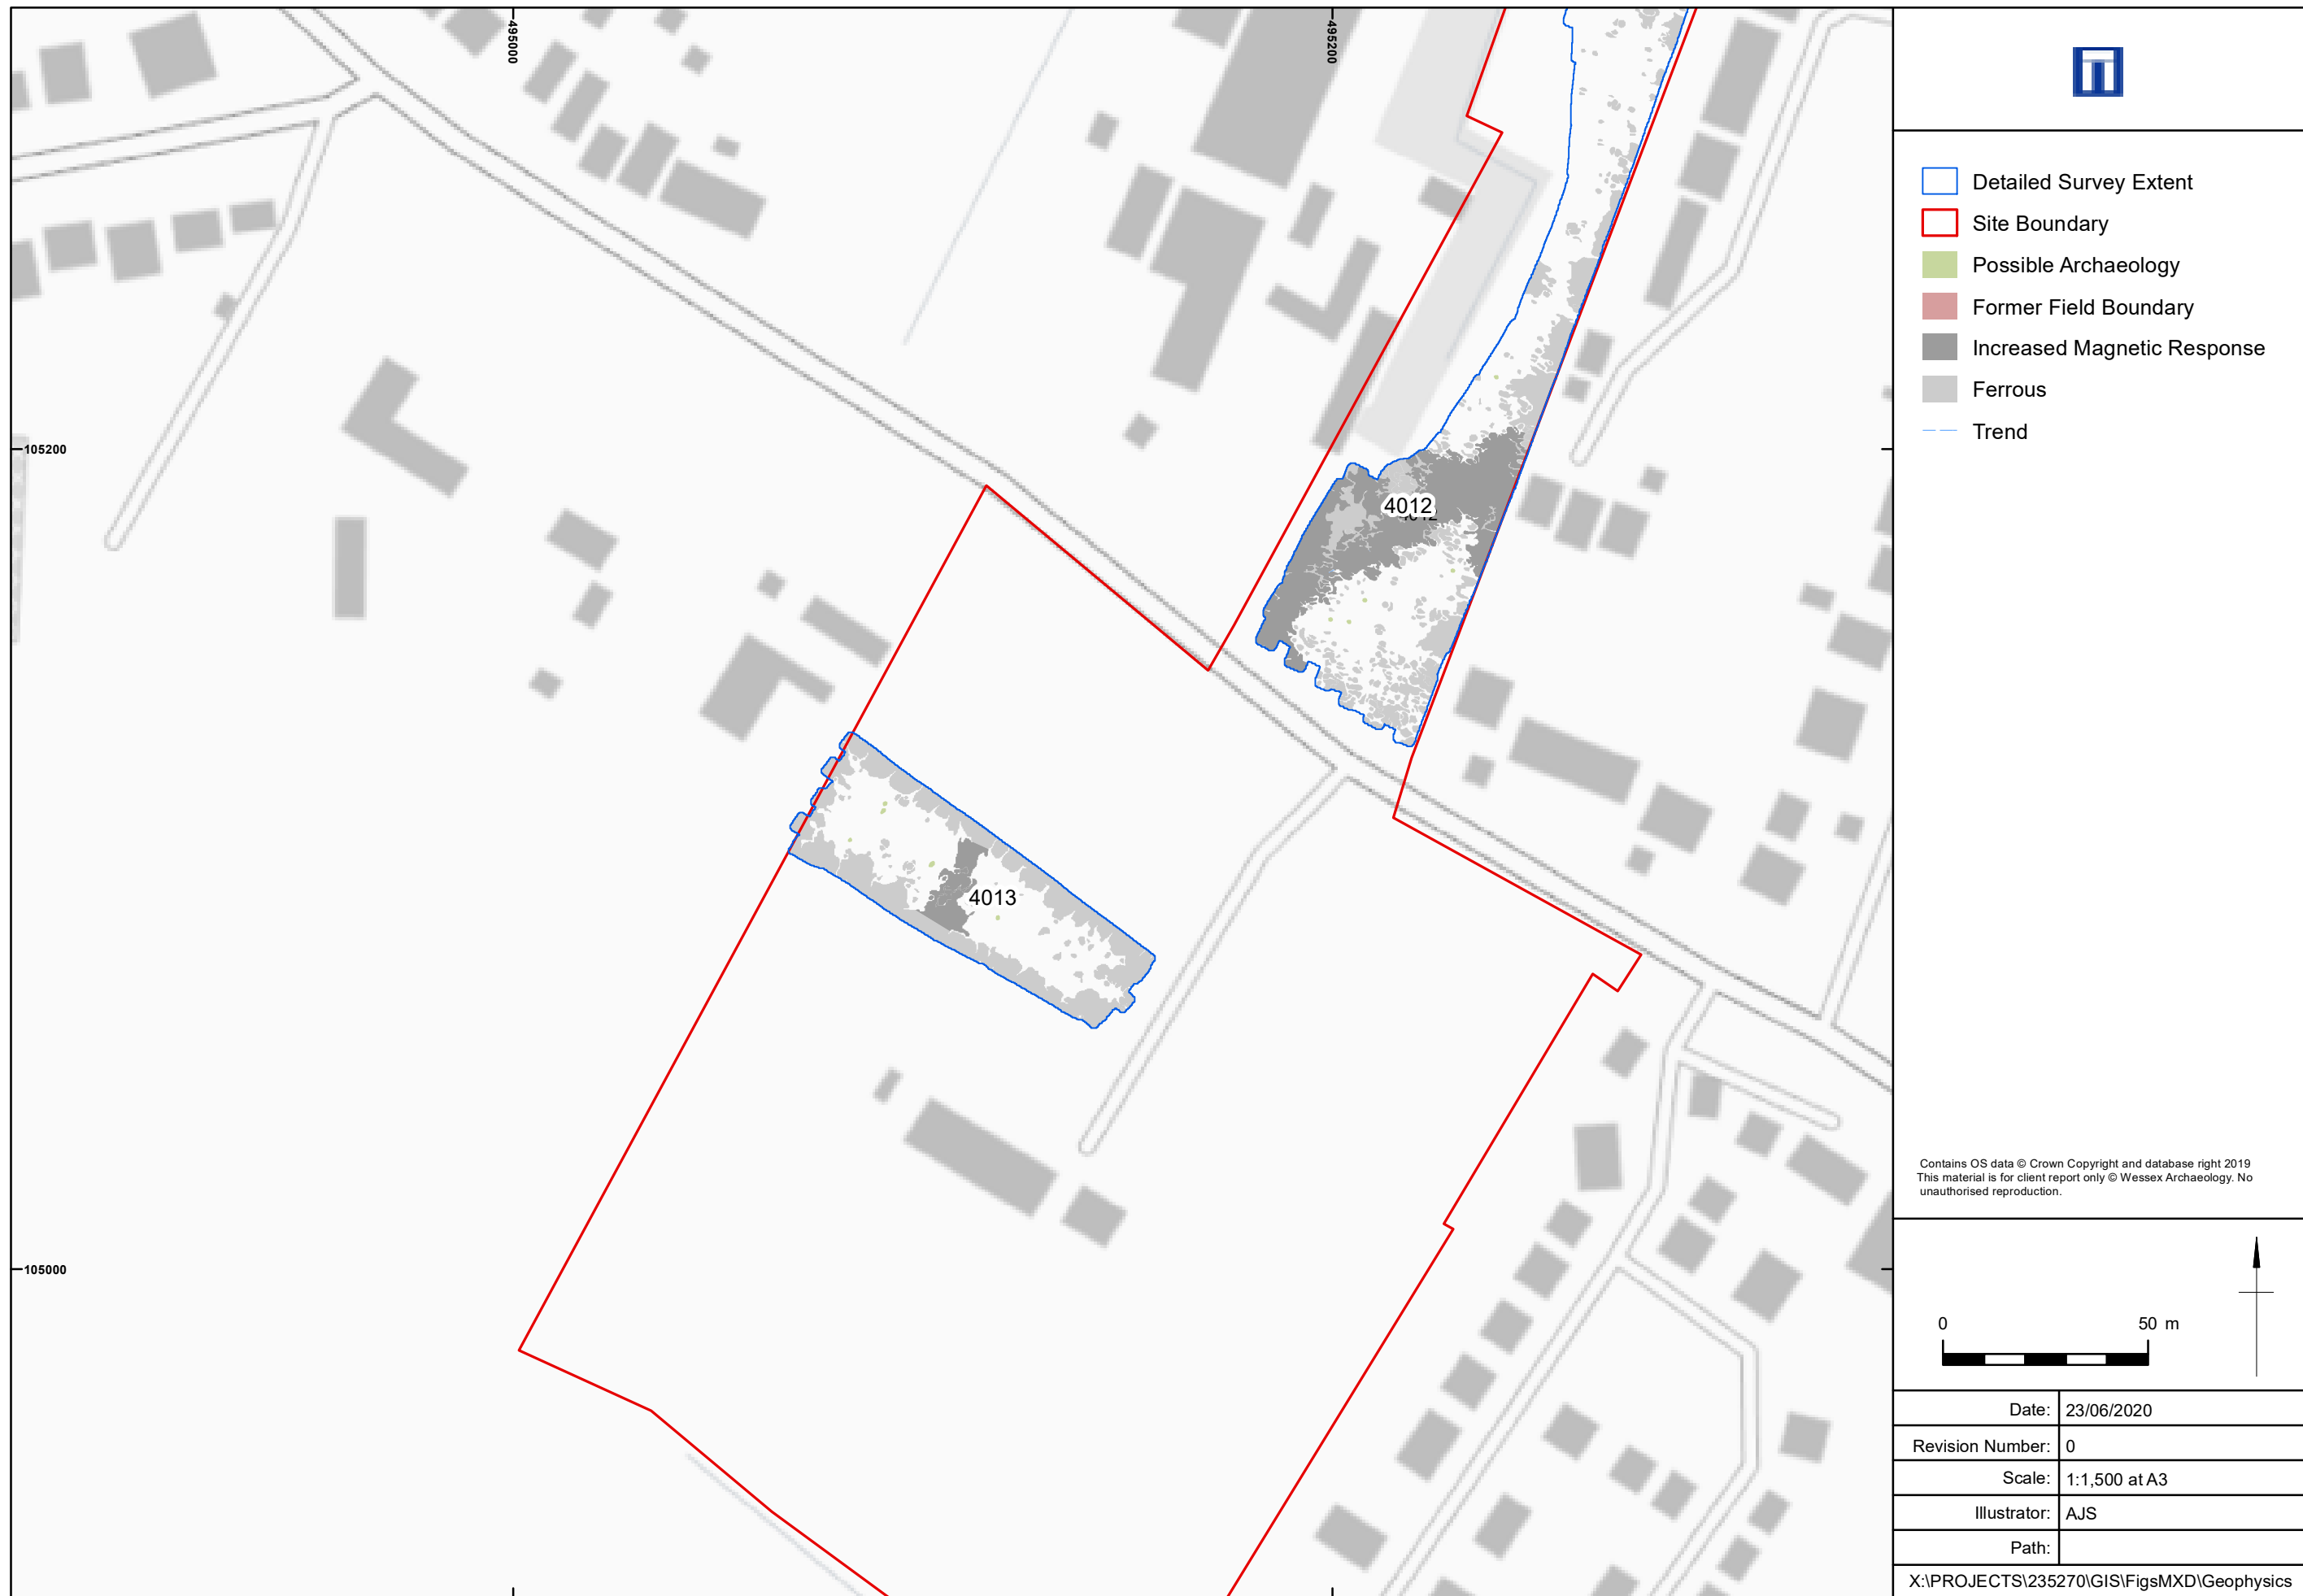 495000
495200
105200
105000
4012
4012
4013
Detailed Survey Extent
Site Boundary
Possible Archaeology
Former Field Boundary
Increased Magnetic Response
Ferrous
Trend
Contains OS data © Crown Copyright and database right 2019
This material is for client report only © Wessex Archaeology. No
unauthorised reproduction.
0 50 m
Date: 23/06/2020
Revision Number: 0
Scale: 1:1,500 at A3
Illustrator: AJS
Path:
X:\PROJECTS\235270\GIS\FigsMXD\Geophysics